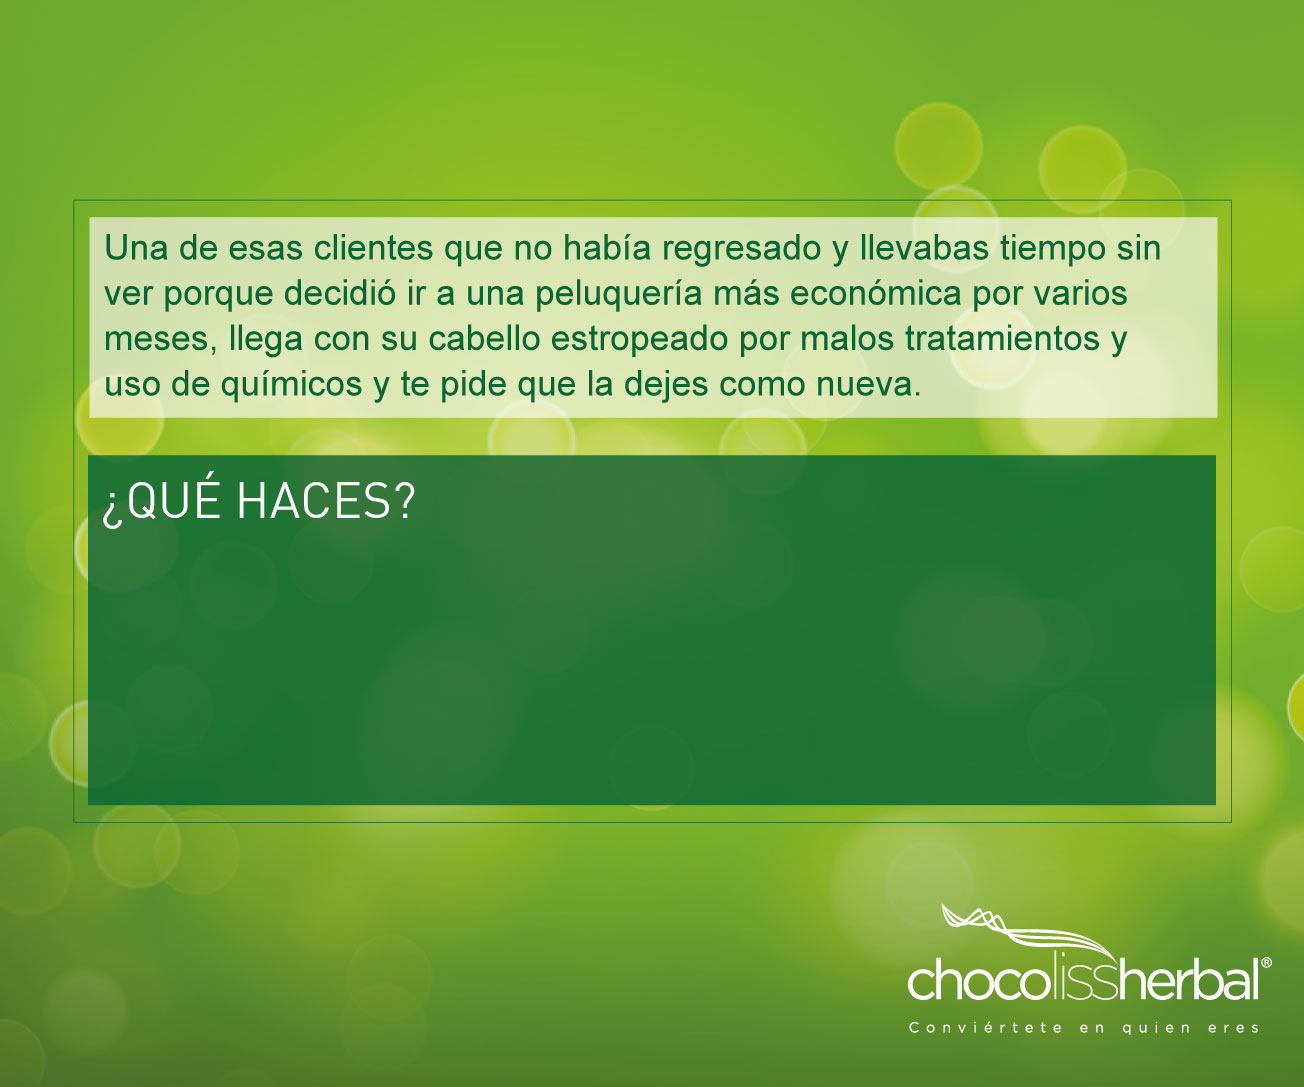 Una de esas clientes que no había regresado y llevabas tiempo sin
ver porque decidió ir a una peluquería más económica por varios
meses, llega con su cabello estropeado por malos tratamientos y
uso de químicos y te pide que la dejes como nueva.
¿QUÉ HACES?
chocolissherbal®
Conviértete en quien eres